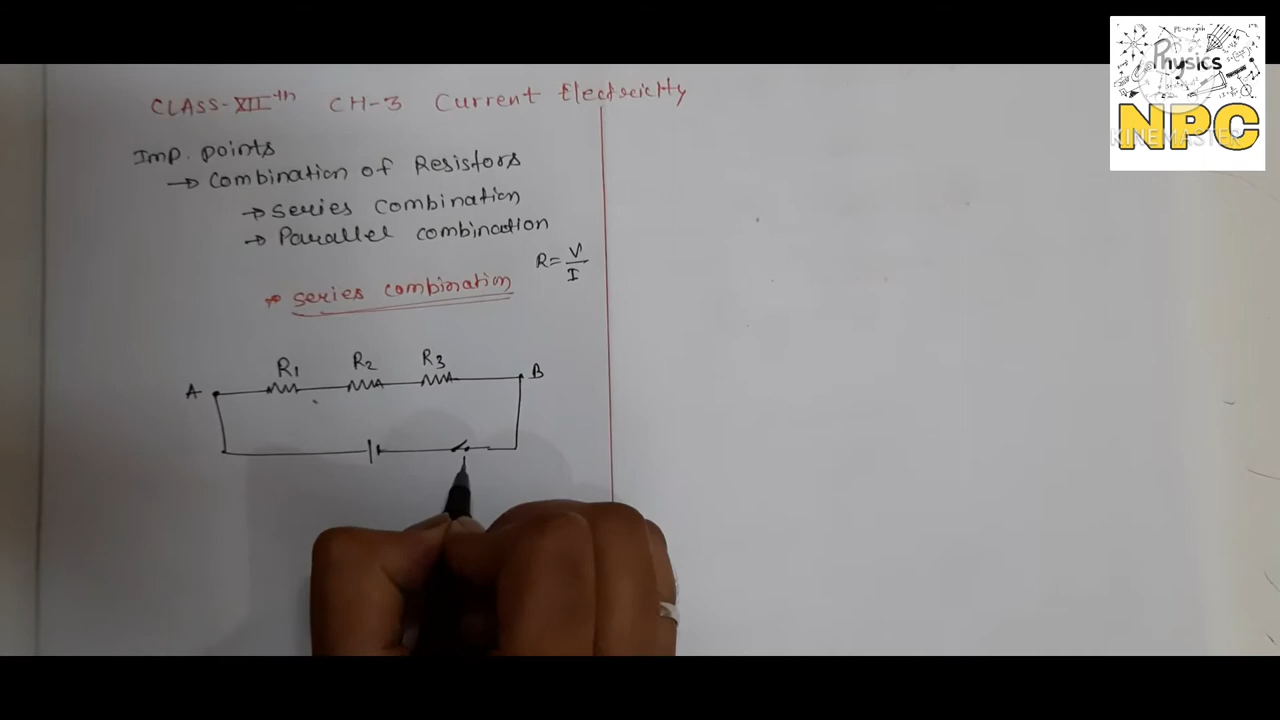 CLASS-XIIth CH-3 Current Electricity
Imp. points
→ Combination of Resistors
→ Series combination
→ Parallel combination
R = V/I
* Series combination
R1 R2 R3
A B
Physics
NPC
KINEMASTER